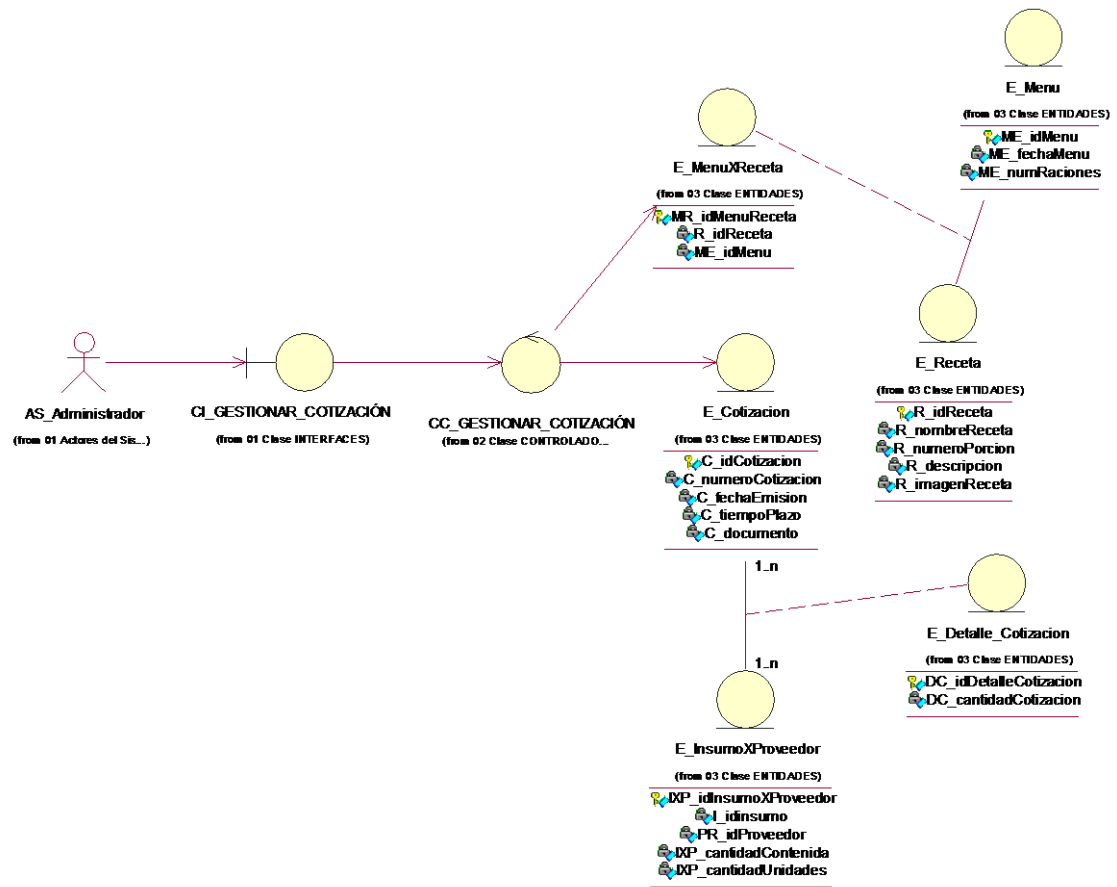 E_Menu
(from 03 Clase ENTIDADES)
ME_idMenu
ME_fechaMenu
ME_numRaciones
E_MenuXReceta
(from 03 Clase ENTIDADES)
MR_idMenuReceta
R_idReceta
ME_idMenu
E_Receta
(from 03 Clase ENTIDADES)
R_idReceta
R_nombreReceta
R_numeroPorcion
R_descripcion
R_imagenReceta
AS_Administrador
(from 01 Actores del Sis...)
CI_GESTIONAR_COTIZACIÓN
(from 01 Clase INTERFACES)
CC_GESTIONAR_COTIZACIÓN
(from 02 Clase CONTROLADO...
E_Cotizacion
(from 03 Clase ENTIDADES)
C_idCotizacion
C_numeroCotizacion
C_fechaEmision
C_tiempoPlazo
C_documento
1..n
1..n
E_Detalle_Cotizacion
(from 03 Clase ENTIDADES)
DC_idDetalleCotizacion
DC_cantidadCotizacion
E_InsumoXProveedor
(from 03 Clase ENTIDADES)
IXP_idInsumoXProveedor
I_idinsumo
PR_idProveedor
IXP_cantidadContenida
IXP_cantidadUnidades